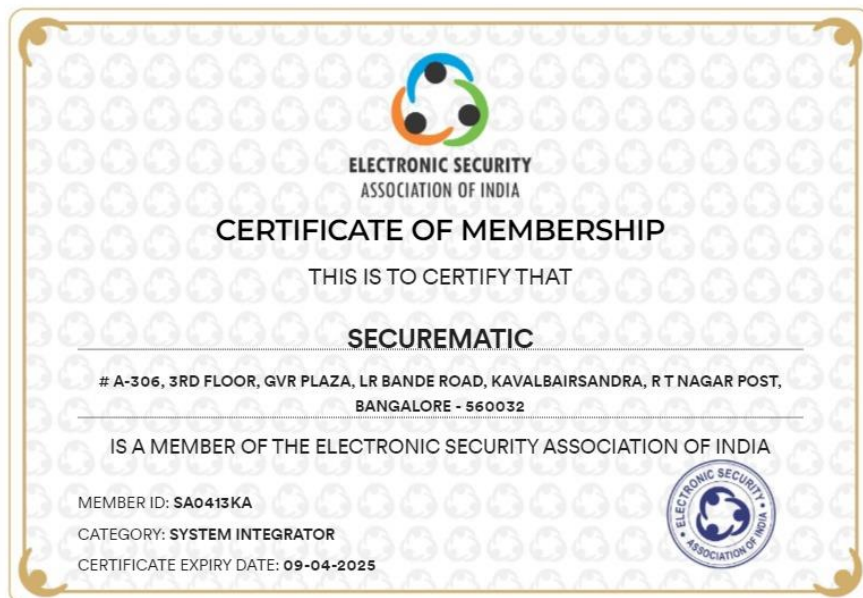 ELECTRONIC SECURITY
ASSOCIATION OF INDIA
CERTIFICATE OF MEMBERSHIP
THIS IS TO CERTIFY THAT
SECUREMATIC
# A-306, 3RD FLOOR, GVR PLAZA, LR BANDE ROAD, KAVALBAIRSANDRA, R T NAGAR POST,
BANGALORE - 560032
IS A MEMBER OF THE ELECTRONIC SECURITY ASSOCIATION OF INDIA
MEMBER ID: SA0413KA
CATEGORY: SYSTEM INTEGRATOR
CERTIFICATE EXPIRY DATE: 09-04-2025
ELECTRONIC SECURITY
ASSOCIATION OF INDIA